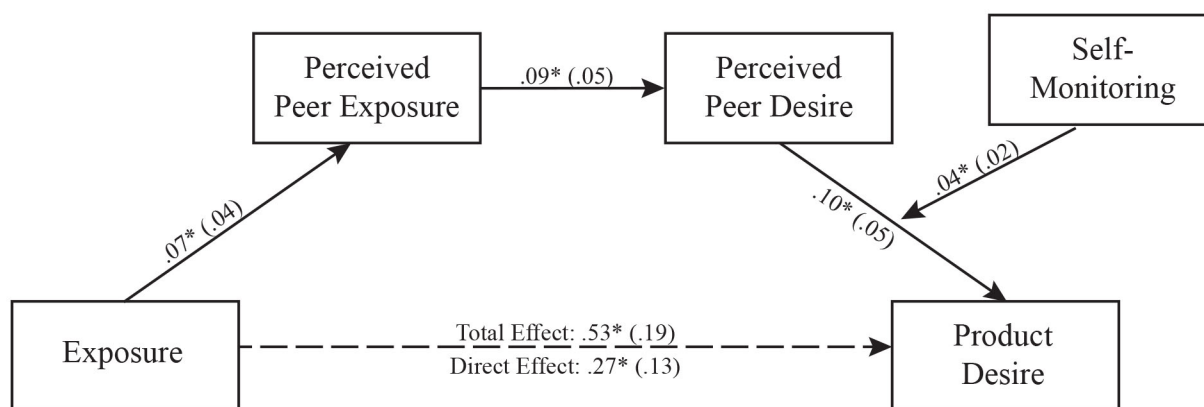 Perceived
Peer Exposure
.09* (.05)
Perceived
Peer Desire
Self-
Monitoring
.07* (.04)
.10* (.05)
.04* (.02)
Exposure
Total Effect: .53* (.19)
Direct Effect: .27* (.13)
Product
Desire